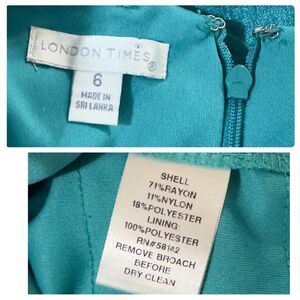 LONDON TIMES®
6
MADE IN
SRI LANKA
SHELL
71%RAYON
11%NYLON
18%POLYESTER
LINING:
100%POLYESTER
RN#58142
REMOVE BROACH
BEFORE
DRY CLEAN